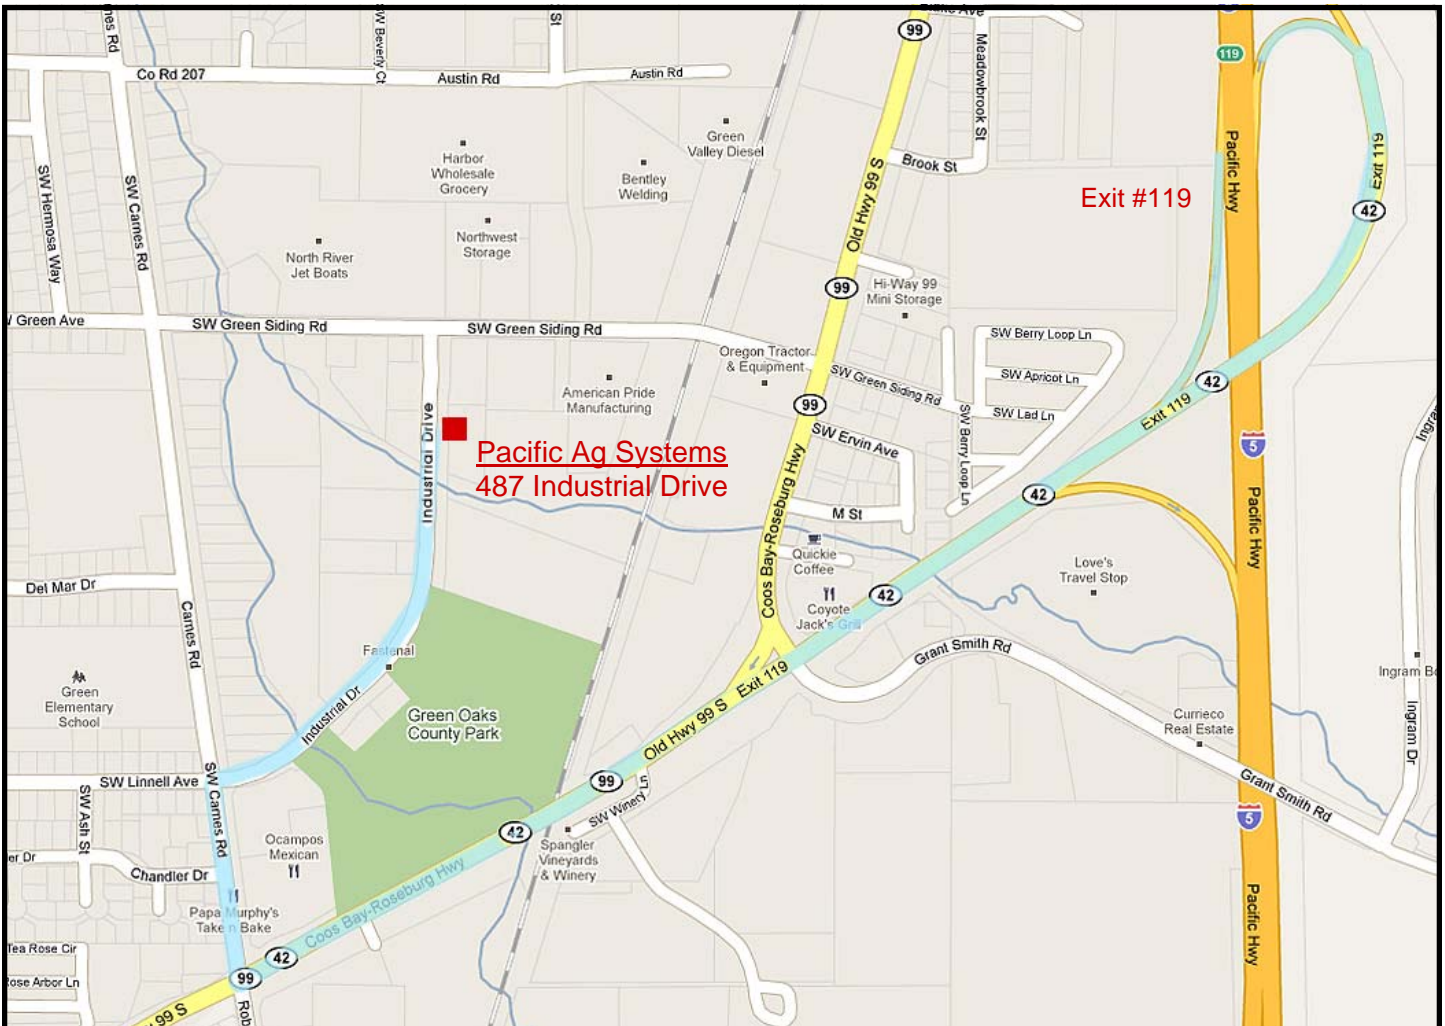 SW Beverly Ct
St
99
119
Co Rd 207
Austin Rd
Austin Rd
Meadowbrook St
Green
Valley Diesel
Harbor
Wholesale
Grocery
Bentley
Welding
Brook St
Pacific Hwy
Exit 119
42
Exit #119
SW Hermosa Way
SW Carnes Rd
Old Hwy 99 S
Northwest
Storage
North River
Jet Boats
99
Hi-Way 99
Mini Storage
Green Ave
SW Green Siding Rd
SW Green Siding Rd
SW Berry Loop Ln
Oregon Tractor
& Equipment
SW Green Siding Rd
SW Apricot Ln
42
American Pride
Manufacturing
99
SW Lad Ln
Exit 119
Industrial Drive
SW Ervin Ave
SW Berry Loop Ln
5
Pacific Ag Systems
487 Industrial Drive
Coos Bay-Roseburg Hwy
42
M St
Pacific Hwy
Quickie
Coffee
Love's
Travel Stop
Del Mar Dr
42
Coyote
Jack's Grill
Carnes Rd
Fastenal
Grant Smith Rd
Green
Elementary
School
Exit 119
Industrial Dr
Green Oaks
County Park
Old Hwy 99 S
Currieco
Real Estate
Ingram Dr
SW Linnell Ave
99
Grant Smith Rd
SW Ash St
SW Carnes Rd
SW Winery Ln
5
42
Ocampos
Mexican
Spangler
Vineyards
& Winery
er Dr
Chandler Dr
Coos Bay-Roseburg Hwy
Papa Murphy's
Take n Bake
Pacific Hwy
Tea Rose Cir
42
99
Rose Arbor Ln
99 S
Rob